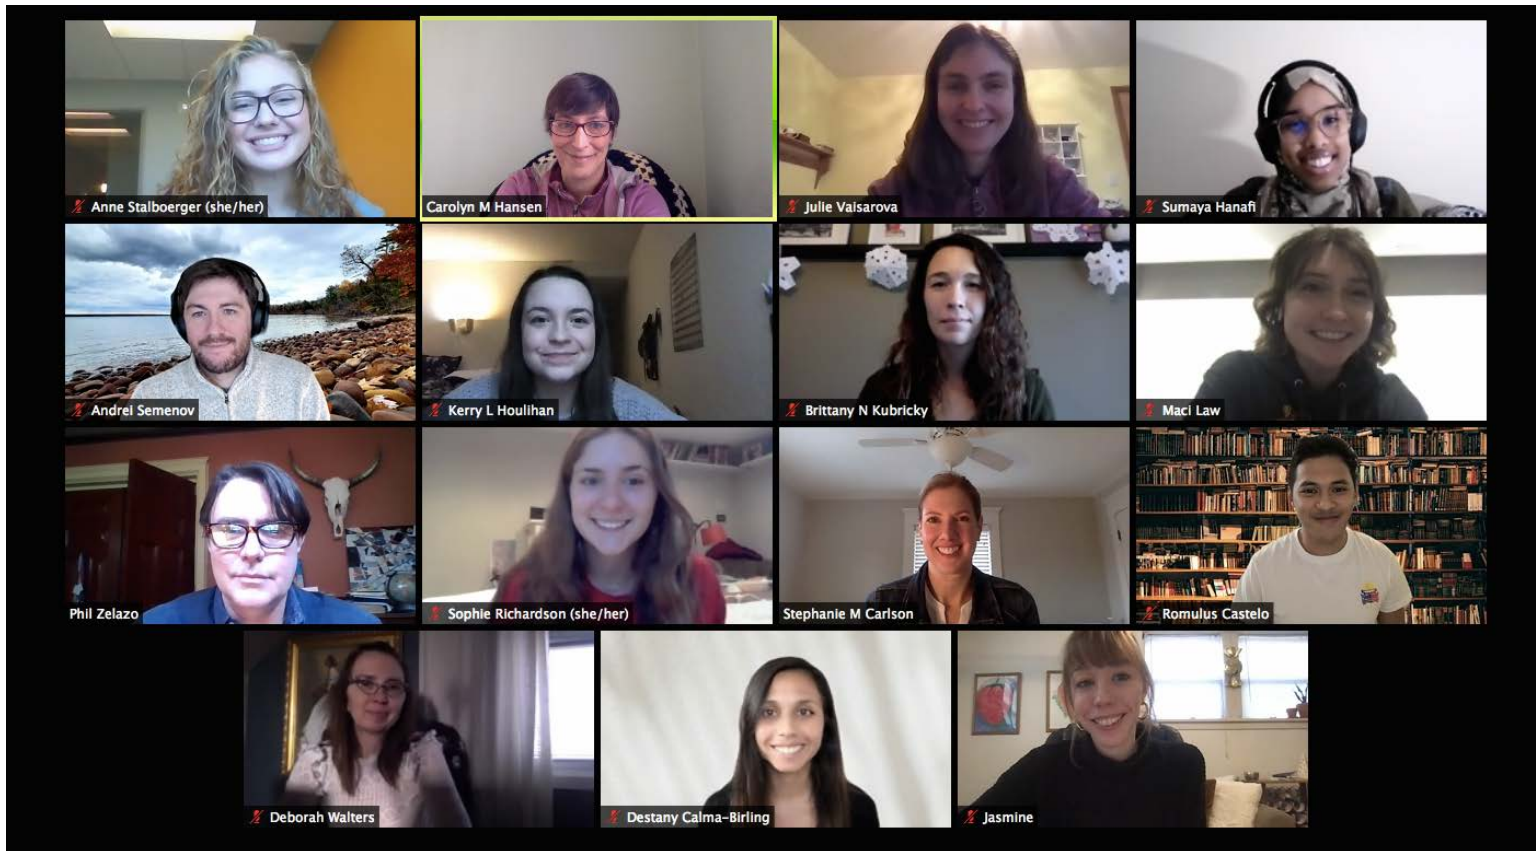 Anne Stalboerger (she/her)
Carolyn M Hansen
Julie Vaisarova
Sumaya Hanafi
Andrei Semenov
Kerry L Houlihan
Brittany N Kubricky
Maci Law
Phil Zelazo
Sophie Richardson (she/her)
Stephanie M Carlson
Romulus Castelo
Deborah Walters
Destany Calma-Birling
Jasmine